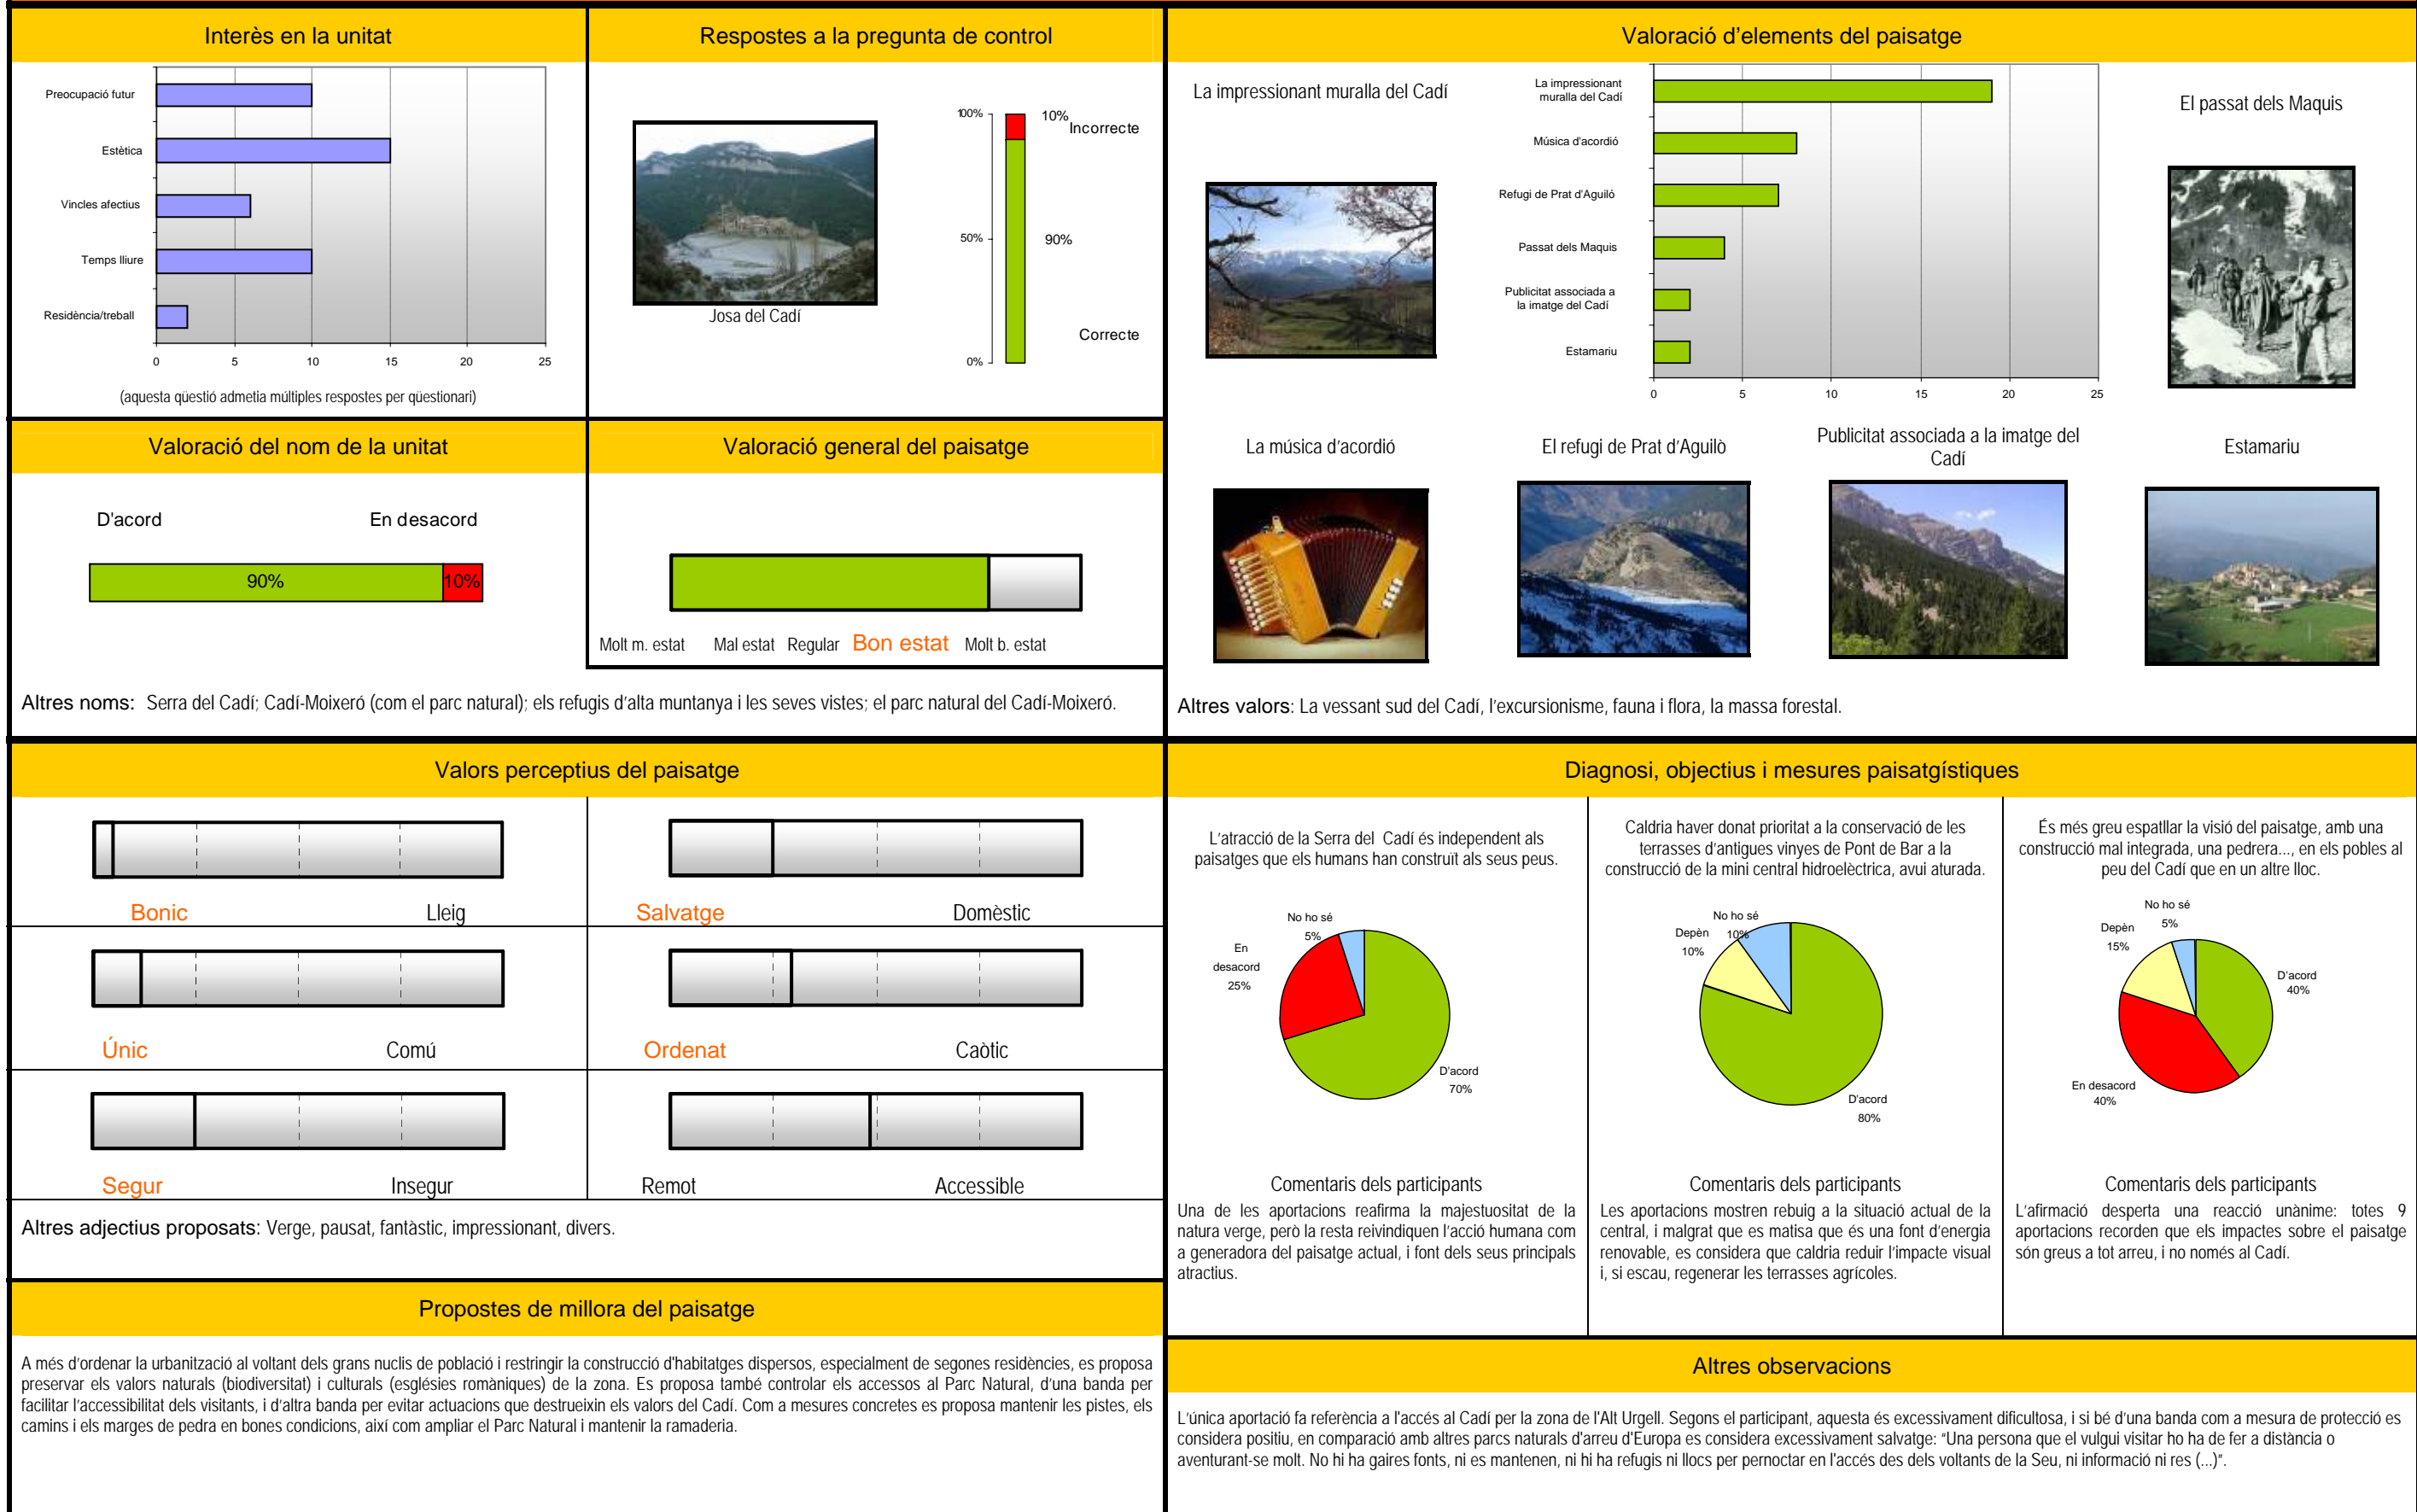 Interès en la unitat
Preocupació futur
Estètica
Vincles afectius
Temps lliure
Residència/treball
0 5 10 15 20 25
(aquesta qüestió admetia múltiples respostes per qüestionari)
Respostes a la pregunta de control
Josa del Cadí
100%
50%
0%
10%
Incorrecte
90%
Correcte
Valoració d'elements del paisatge
La impressionant muralla del Cadí
La impressionant
muralla del Cadí
Música d'acordió
Refugi de Prat d'Aguiló
Passat dels Maquis
Publicitat associada a
la imatge del Cadí
Estamariu
0 5 10 15 20 25
El passat dels Maquis
La música d'acordió
El refugi de Prat d'Aguilò
Publicitat associada a la imatge del
Cadí
Estamariu
Altres valors: La vessant sud del Cadí, l'excursionisme, fauna i flora, la massa forestal.
Valoració del nom de la unitat
D'acord
En desacord
90%
10%
Valoració general del paisatge
Molt m. estat Mal estat Regular Bon estat Molt b. estat
Altres noms: Serra del Cadí; Cadí-Moixeró (com el parc natural); els refugis d'alta muntanya i les seves vistes; el parc natural del Cadí-Moixeró.
Valors perceptius del paisatge
Bonic Lleig
Salvatge Domèstic
Únic Comú
Ordenat Caòtic
Segur Insegur
Remot Accessible
Altres adjectius proposats: Verge, pausat, fantàstic, impressionant, divers.
Propostes de millora del paisatge
A més d'ordenar la urbanització al voltant dels grans nuclis de població i restringir la construcció d'habitatges dispersos, especialment de segones residències, es proposa
preservar els valors naturals (biodiversitat) i culturals (esglésies romàniques) de la zona. Es proposa també controlar els accessos al Parc Natural, d'una banda per
facilitar l'accessibilitat dels visitants, i d'altra banda per evitar actuacions que destrueixin els valors del Cadí. Com a mesures concretes es proposa mantenir les pistes, els
camins i els marges de pedra en bones condicions, així com ampliar el Parc Natural i mantenir la ramaderia.
Diagnosi, objectius i mesures paisatgístiques
L'atracció de la Serra del Cadí és independent als
paisatges que els humans han construït als seus peus.
No ho sé
5%
En
desacord
25%
D'acord
70%
Comentaris dels participants
Una de les aportacions reafirma la majestuositat de la
natura verge, però la resta reivindiquen l'acció humana com
a generadora del paisatge actual, i font dels seus principals
atractius.
Caldria haver donat prioritat a la conservació de les
terrasses d'antigues vinyes de Pont de Bar a la
construcció de la mini central hidroelèctrica, avui aturada.
No ho sé
10%
Depèn
10%
D'acord
80%
Comentaris dels participants
Les aportacions mostren rebuig a la situació actual de la
central, i malgrat que es matisa que és una font d'energia
renovable, es considera que caldria reduir l'impacte visual
i, si escau, regenerar les terrasses agrícoles.
És més greu espatllar la visió del paisatge, amb una
construcció mal integrada, una pedrera..., en els pobles al
peu del Cadí que en un altre lloc.
No ho sé
5%
Depèn
15%
D'acord
40%
En desacord
40%
Comentaris dels participants
L'afirmació desperta una reacció unànime: totes 9
aportacions recorden que els impactes sobre el paisatge
són greus a tot arreu, i no només al Cadí.
Altres observacions
L'única aportació fa referència a l'accés al Cadí per la zona de l'Alt Urgell. Segons el participant, aquesta és excessivament dificultosa, i si bé d'una banda com a mesura de protecció es
considera positiu, en comparació amb altres parcs naturals d'arreu d'Europa es considera excessivament salvatge: "Una persona que el vulgui visitar ho ha de fer a distància o
aventurant-se molt. No hi ha gaires fonts, ni es mantenen, ni hi ha refugis ni llocs per pernoctar en l'accés des dels voltants de la Seu, ni informació ni res (...)".